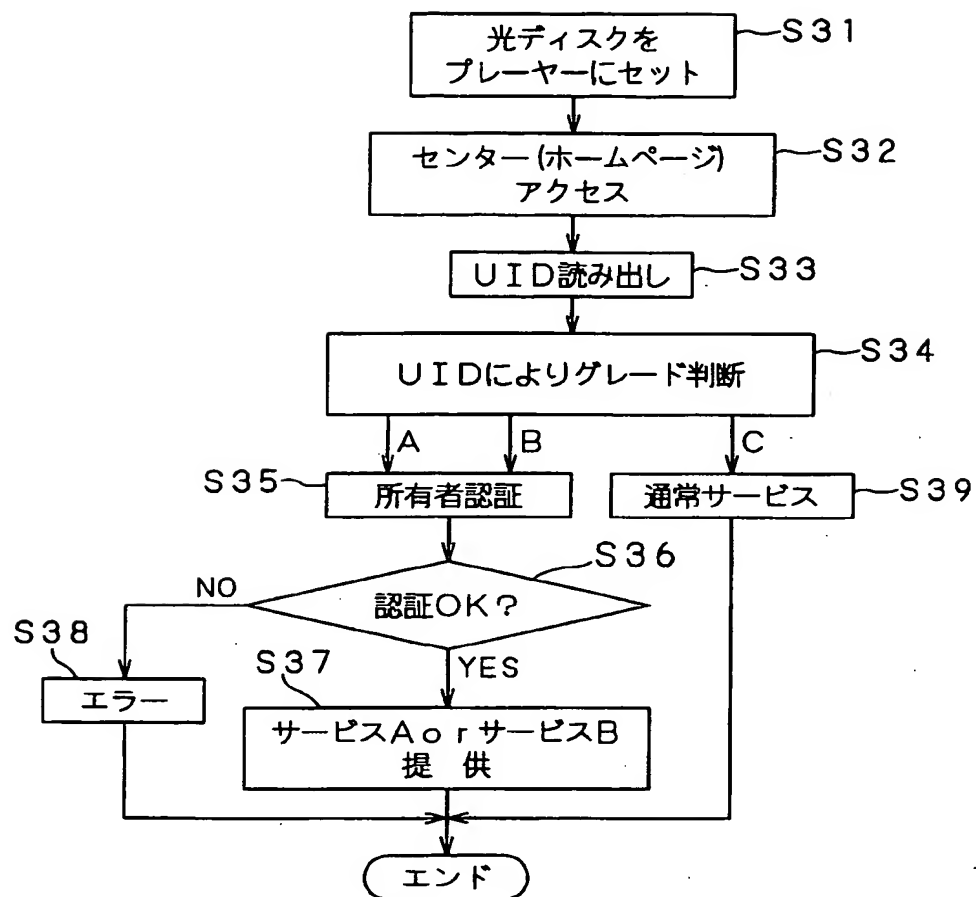 光ディスクを
プレーヤーにセット
S31
センター(ホームページ)
アクセス
S32
UID読み出し
S33
UIDによりグレード判断
S34
A
B
C
S35
所有者認証
通常サービス
S39
S36
認証OK?
NO
YES
S38
エラー
S37
サービスAorサービスB
提 供
エンド